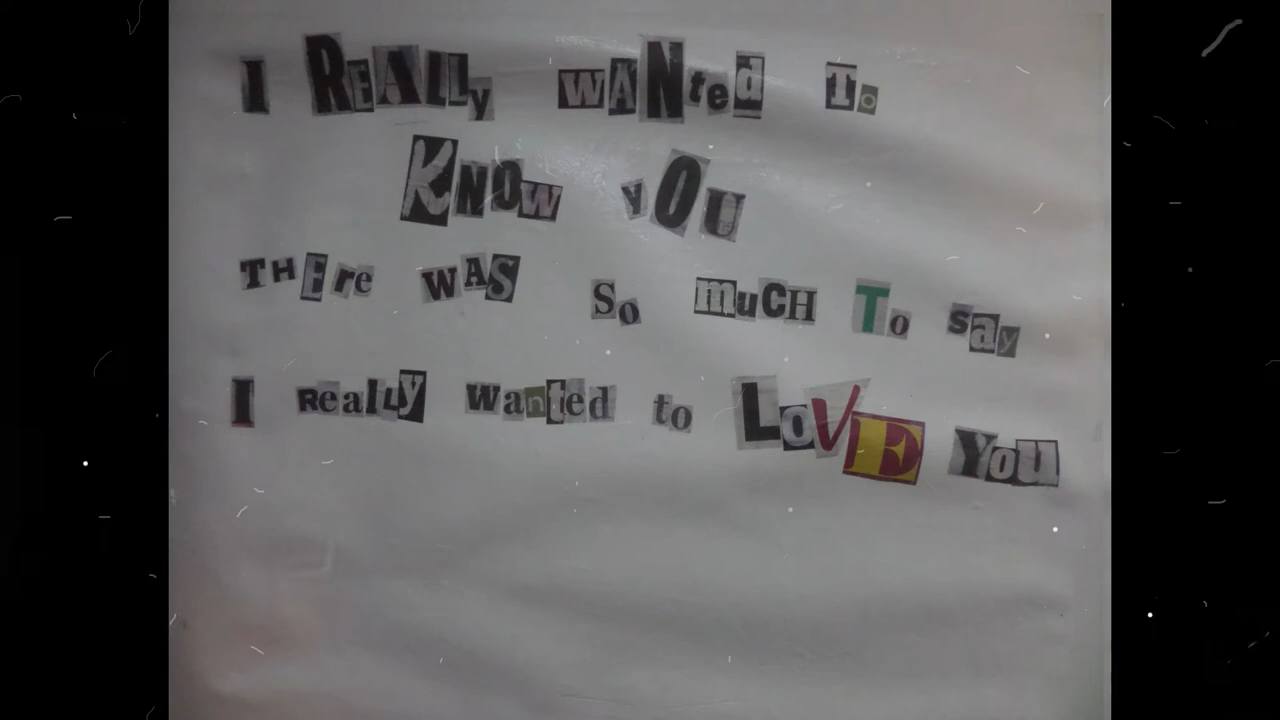 I REALLy wANted To
KNOW yOU
THEre wAS So muCH To say
I ReaLLy wanted to LoVE You